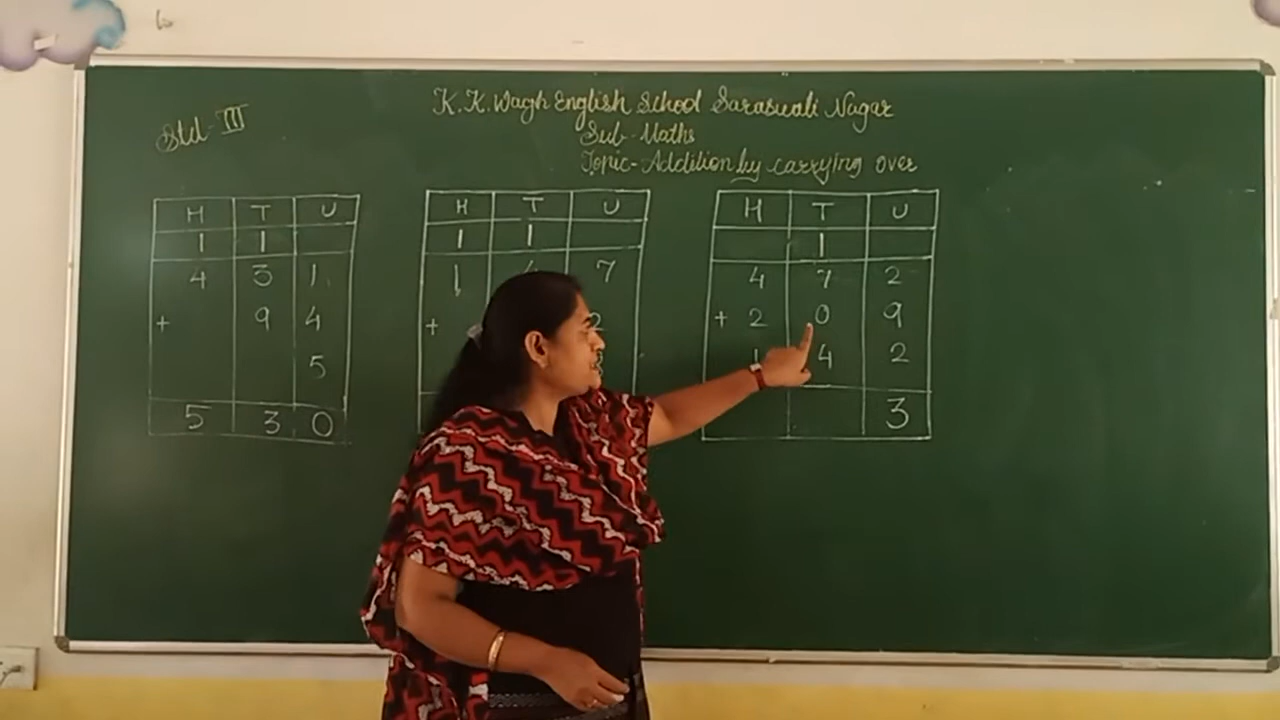 Std-III
K.K.Wagh English School Saraswati Nagar
Sub-Maths
Topic-Addition by carrying over
H T U
1 1
4 3 1
+ 9 4
5
5 3 0
H T U
1 1
1 7
+ 2
H T U
1
4 7 2
+ 2 0 9
1 4 2
3